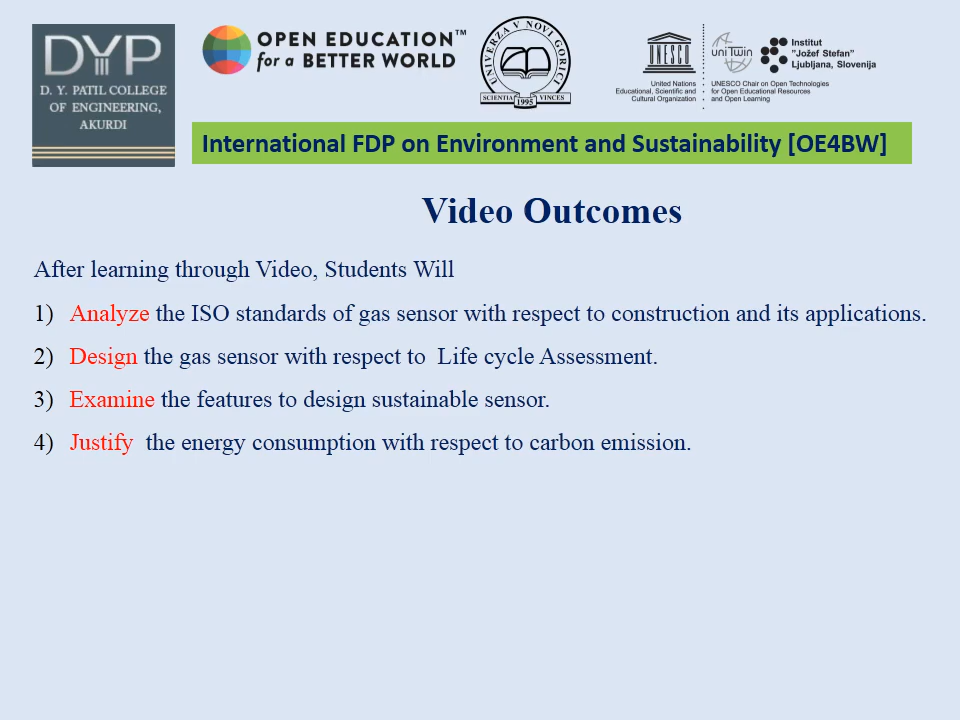 DYP
D. Y. PATIL COLLEGE
OF ENGINEERING,
AKURDI
OPEN EDUCATION™
for a BETTER WORLD
UNIVERZA V NOVI GORICI
SCIENTIA VINCES
1995
UNESCO
United Nations
Educational, Scientific and
Cultural Organization
uniTwin
UNESCO Chair on Open Technologies
for Open Educational Resources
and Open Learning
Institut
"Jožef Stefan"
Ljubljana, Slovenija
International FDP on Environment and Sustainability [OE4BW]
Video Outcomes
After learning through Video, Students Will
1) Analyze the ISO standards of gas sensor with respect to construction and its applications.
2) Design the gas sensor with respect to Life cycle Assessment.
3) Examine the features to design sustainable sensor.
4) Justify the energy consumption with respect to carbon emission.